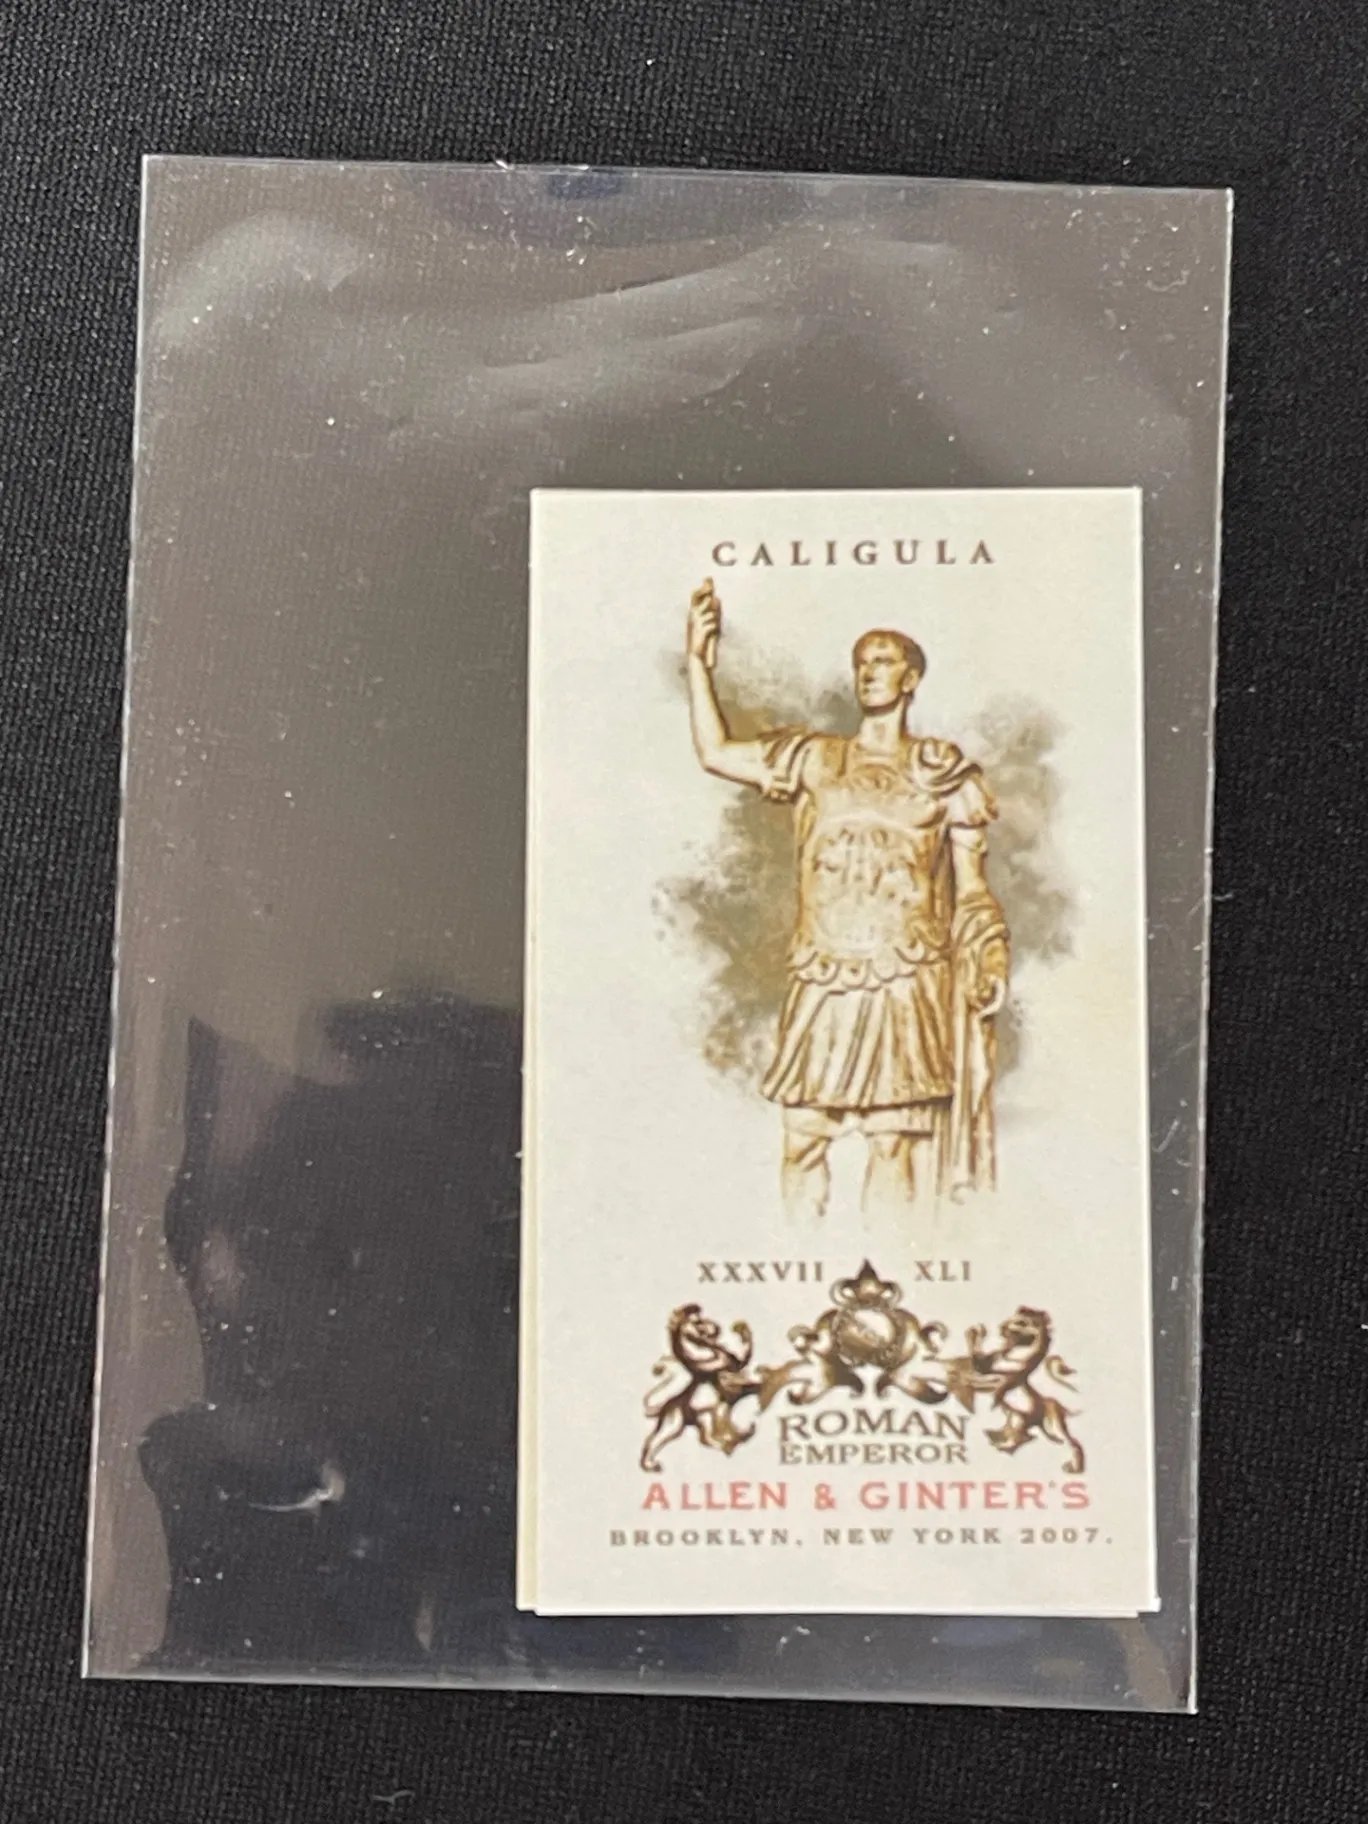 CALIGULA
XXXVII XLI
ROMAN
EMPEROR
ALLEN & GINTER'S
BROOKLYN, NEW YORK 2007.